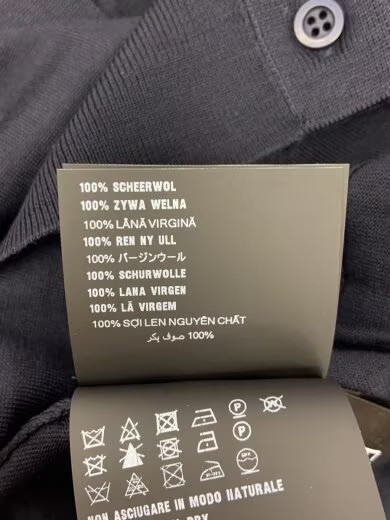 100% SCHEERWOL
100% ZYWA WELNA
100% LÂNĂ VIRGINĂ
100% REN NY ULL
100% バージンウール
100% SCHURWOLLE
100% LANA VIRGEN
100% LÃ VIRGEM
100% SỢI LEN NGUYÊN CHẤT
100% صوف بكر
P
P
NON ASCIUGARE IN MODO NATURALE
DRY